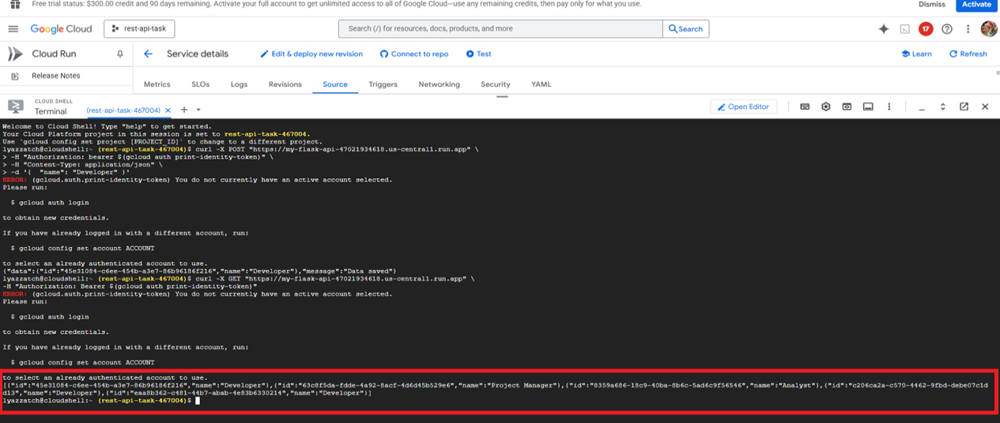 Free trial status: $300.00 credit and 90 days remaining. Activate your full account to get unlimited access to all of Google Cloud—use any remaining credits, then pay only for what you use.
Dismiss
Activate
Google Cloud
rest-api-task
Search (/) for resources, docs, products, and more
Search
17
Cloud Run
Service details
Edit & deploy new revision
Connect to repo
Test
Learn
Refresh
Release Notes
Metrics
SLOs
Logs
Revisions
Source
Triggers
Networking
Security
YAML
CLOUD SHELL
Terminal
(rest-api-task-467004)
Open Editor
Welcome to Cloud Shell! Type "help" to get started.
Your Cloud Platform project in this session is set to rest-api-task-467004.
Use `gcloud config set project [PROJECT_ID]` to change to a different project.
lyazzatch@cloudshell:~ (rest-api-task-467004)$ curl -X POST "https://my-flask-api-47021934618.us-central1.run.app" \
> -H "Authorization: bearer $(gcloud auth print-identity-token)" \
> -H "Content-Type: application/json" \
> -d '{  "name": "Developer" }'
ERROR: (gcloud.auth.print-identity-token) You do not currently have an active account selected.
Please run:
$ gcloud auth login
to obtain new credentials.
If you have already logged in with a different account, run:
$ gcloud config set account ACCOUNT
to select an already authenticated account to use.
{"data":{"id":"45e31084-c6ee-454b-a3e7-86b96186f216","name":"Developer"},"message":"Data saved"}
lyazzatch@cloudshell:~ (rest-api-task-467004)$ curl -X GET "https://my-flask-api-47021934618.us-central1.run.app" \
-H "Authorization: Bearer $(gcloud auth print-identity-token)"
ERROR: (gcloud.auth.print-identity-token) You do not currently have an active account selected.
Please run:
$ gcloud auth login
to obtain new credentials.
If you have already logged in with a different account, run:
$ gcloud config set account ACCOUNT
to select an already authenticated account to use.
[{"id":"45e31084-c6ee-454b-a3e7-86b96186f216","name":"Developer"},{"id":"63c8f5da-fdde-4a92-8acf-4d6d45b529e6","name":"Project Manager"},{"id":"8359a686-18c9-40ba-8b6c-5ad6c9f56546","name":"Analyst"},{"id":"c206ca2a-c570-4462-9fbd-debe07c1d
d13","name":"Developer"},{"id":"eaa8b362-c481-44b7-abab-4e83b6330214","name":"Developer"}]
lyazzatch@cloudshell:~ (rest-api-task-467004)$